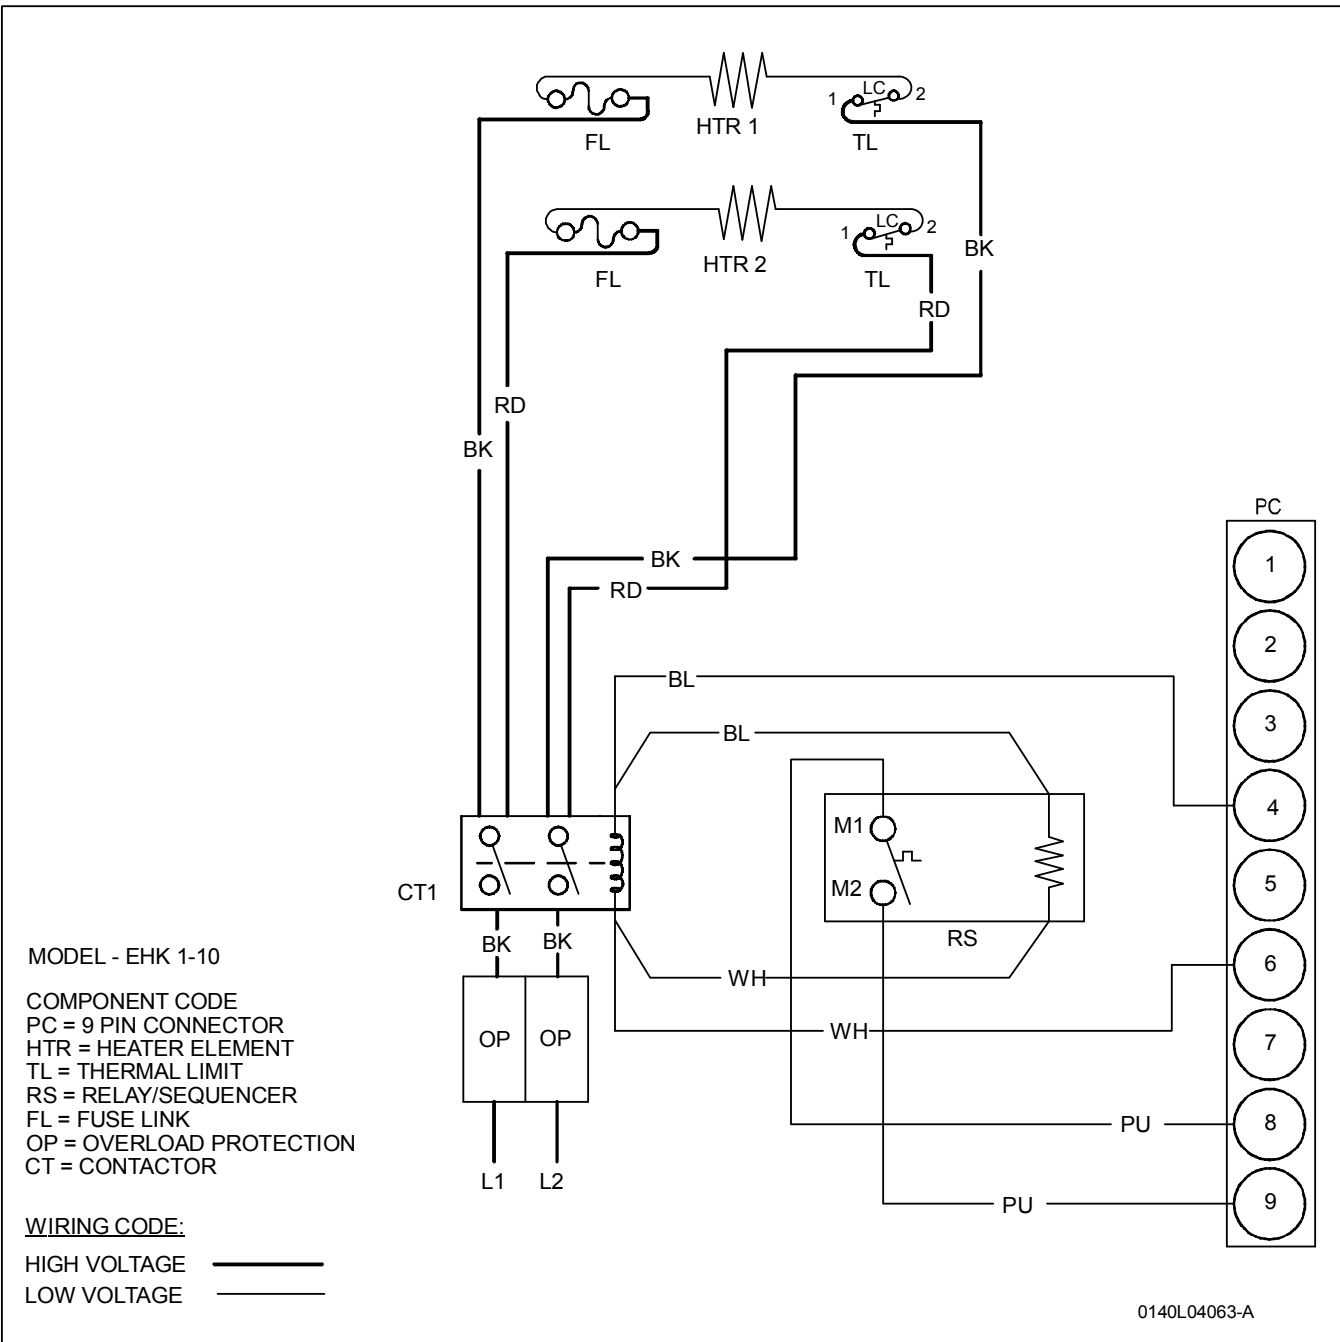 LC
1
2
FL
HTR 1
TL
LC
1
2
FL
HTR 2
TL
BK
RD
RD
BK
BK
RD
PC
1
2
3
4
5
6
7
8
9
BL
BL
M1
M2
RS
CT1
BK
BK
WH
WH
OP
OP
PU
PU
L1
L2
MODEL - EHK 1-10
COMPONENT CODE
PC = 9 PIN CONNECTOR
HTR = HEATER ELEMENT
TL = THERMAL LIMIT
RS = RELAY/SEQUENCER
FL = FUSE LINK
OP = OVERLOAD PROTECTION
CT = CONTACTOR
WIRING CODE:
HIGH VOLTAGE
LOW VOLTAGE
0140L04063-A